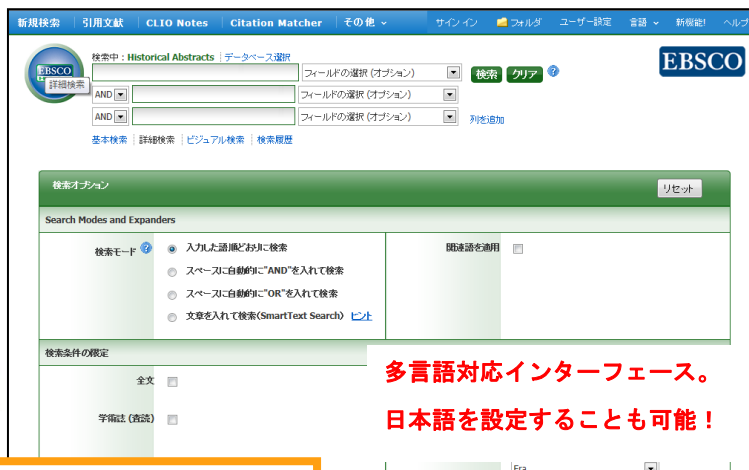 新規検索 引用文献 CLIO Notes Citation Matcher その他 サインイン フォルダ ユーザー設定 言語 新機能! ヘルプ
検索中：Historical Abstracts データベース選択
EBSCO
詳細検索
フィールドの選択 (オプション) 検索 クリア
EBSCO
AND フィールドの選択 (オプション)
AND フィールドの選択 (オプション) 列を追加
基本検索 詳細検索 ビジュアル検索 検索履歴
検索オプション リセット
Search Modes and Expanders
検索モード 入力した語順どおりに検索 関連語を適用
スペースに自動的に"AND"を入れて検索
スペースに自動的に"OR"を入れて検索
文章を入れて検索(SmartText Search) ヒント
検索条件の限定
全文
学術誌 (査読)
多言語対応インターフェース。
日本語を設定することも可能！
Era